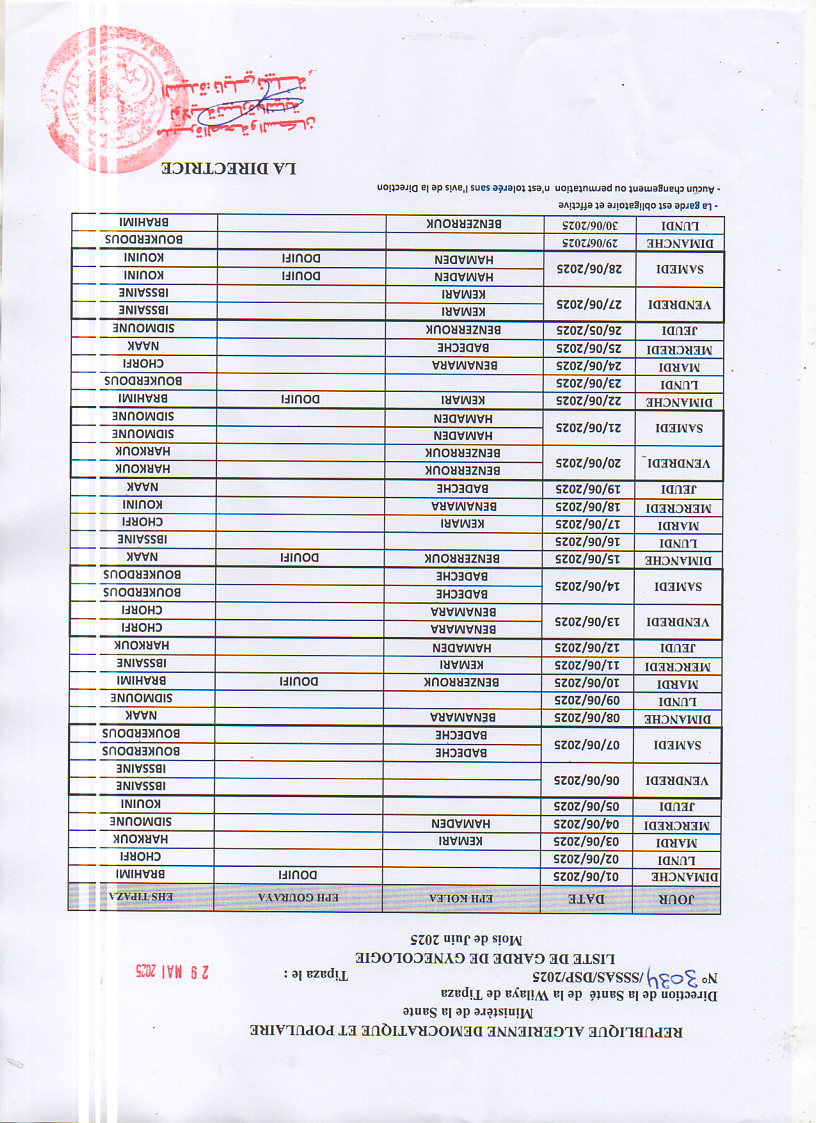 REPUBLIQUE ALGERIENNE DEMOCRATIQUE ET POPULAIRE
Ministère de la Sante
Direction de la Santé de la Wilaya de Tipaza
N° 3034 /SSSAS/DSP/2025 Tipaza le : 29 MAI 2025
LISTE DE GARDE DE GYNECOLOGIE
Mois de Juin 2025
JOUR DATE EPH KOLEA EPH GOURAYA EHS TIPAZA
DIMANCHE 01/06/2025 DOUIFI BRAHIMI
LUNDI 02/06/2025 CHORFI
MARDI 03/06/2025 KEMARI HARKOUK
MERCREDI 04/06/2025 HAMADEN SIDMOUNE
JEUDI 05/06/2025 KOUINI
VENDREDI 06/06/2025 IBSSAINE
IBSSAINE
SAMEDI 07/06/2025 BADECHE BOUKERDOUS
BADECHE BOUKERDOUS
DIMANCHE 08/06/2025 BENAMARA NAAK
LUNDI 09/06/2025 SIDMOUNE
MARDI 10/06/2025 BENZERROUK DOUIFI BRAHIMI
MERCREDI 11/06/2025 KEMARI IBSSAINE
JEUDI 12/06/2025 HAMADEN HARKOUK
VENDREDI 13/06/2025 BENAMARA CHORFI
BENAMARA CHORFI
SAMEDI 14/06/2025 BADECHE BOUKERDOUS
BADECHE BOUKERDOUS
DIMANCHE 15/06/2025 BENZERROUK DOUIFI NAAK
LUNDI 16/06/2025 IBSSAINE
MARDI 17/06/2025 KEMARI CHORFI
MERCREDI 18/06/2025 BENAMARA KOUINI
JEUDI 19/06/2025 BADECHE NAAK
VENDREDI 20/06/2025 BENZERROUK HARKOUK
BENZERROUK HARKOUK
SAMEDI 21/06/2025 HAMADEN SIDMOUNE
HAMADEN SIDMOUNE
DIMANCHE 22/06/2025 KEMARI DOUIFI BRAHIMI
LUNDI 23/06/2025 BOUKERDOUS
MARDI 24/06/2025 BENAMARA CHORFI
MERCREDI 25/06/2025 BADECHE NAAK
JEUDI 26/05/2025 BENZERROUK SIDMOUNE
VENDREDI 27/06/2025 KEMARI IBSSAINE
KEMARI IBSSAINE
SAMEDI 28/06/2025 HAMADEN DOUIFI KOUINI
HAMADEN DOUIFI KOUINI
DIMANCHE 29/06/2025 BOUKERDOUS
LUNDI 30/06/2025 BENZERROUK BRAHIMI
- La garde est obligatoire et effctive
- Aucun changement ou permutation n'est tolerée sans l'avis de la Direction
LA DIRECTRICE
مديرة الصحة والسكان
لولاية تيبازة بالنيابة
السيدة: نايلي نبيلة